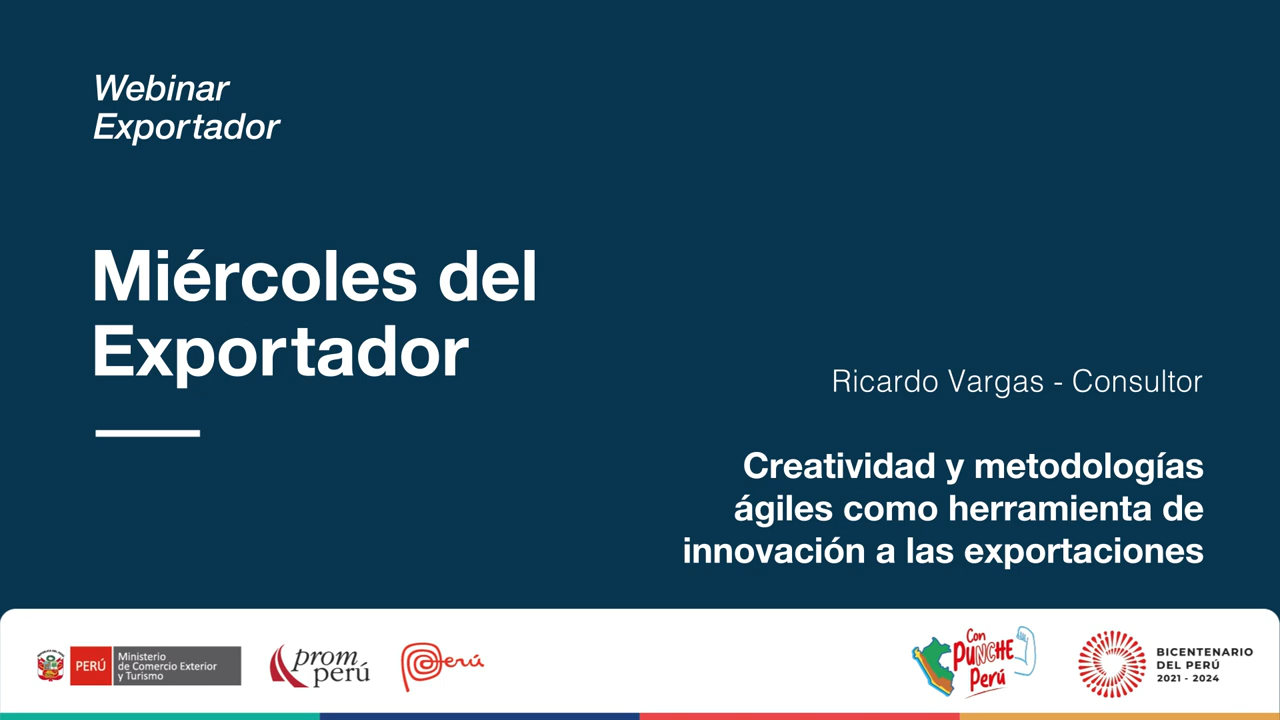 Webinar
Exportador
Miércoles del
Exportador
Ricardo Vargas - Consultor
Creatividad y metodologías
ágiles como herramienta de
innovación a las exportaciones
PERÚ
Ministerio
de Comercio Exterior
y Turismo
prom
perú
Perú
Con
PUNCHE
Perú
BICENTENARIO
DEL PERÚ
2021 - 2024